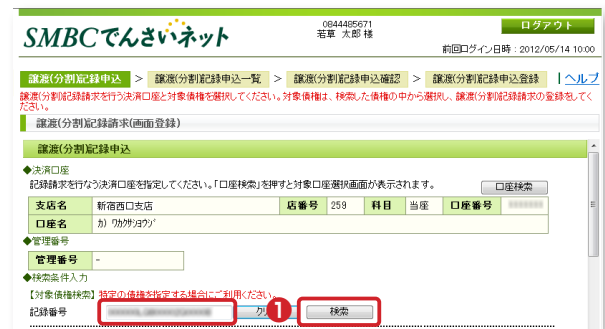 SMBCでんさいネット
0844485671
若草 太郎 様
ログアウト
前回ログイン日時：2012/05/14 10:00
譲渡(分割)記録申込 > 譲渡(分割)記録申込一覧 > 譲渡(分割)記録申込確認 > 譲渡(分割)記録申込登録 | ヘルプ
譲渡(分割)記録請求を行う決済口座と対象債権を選択してください。対象債権は、検索した債権の中から選択し、譲渡(分割)記録請求の登録をしてく
ださい。
譲渡(分割)記録請求(画面登録)
譲渡(分割)記録申込
◆決済口座
記録請求を行なう決済口座を指定してください。「口座検索」を押すと対象口座選択画面が表示されます。 口座検索
支店名 新宿西口支店 店番号 259 科目 当座 口座番号
口座名 カ）ワカクサシヨウジ
◆管理番号
管理番号 -
◆検索条件入力
【対象債権検索】特定の債権を指定する場合にご利用ください。
記録番号 クリ 1 検索